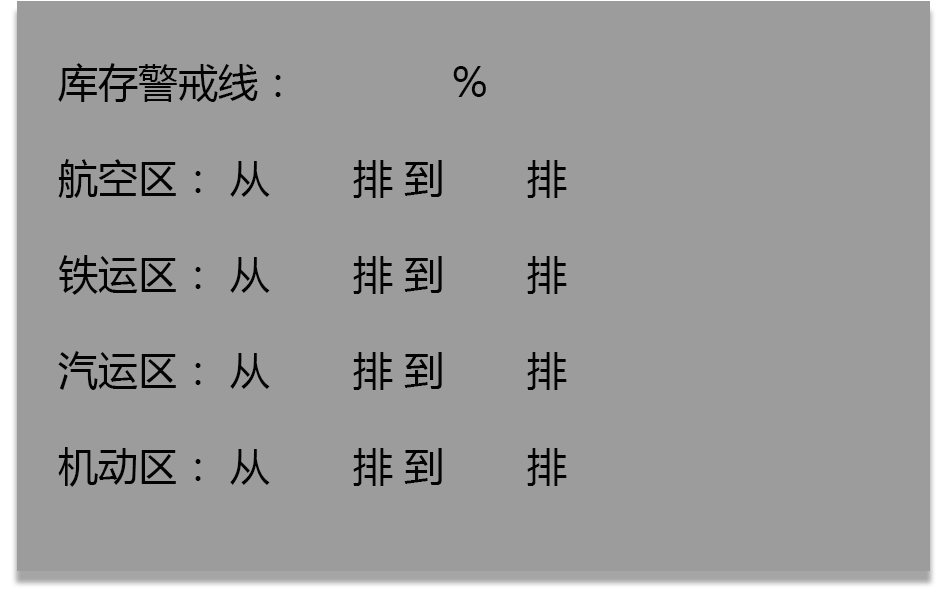 库存警戒线： %
航空区： 从 排 到 排
铁运区： 从 排 到 排
汽运区： 从 排 到 排
机动区： 从 排 到 排